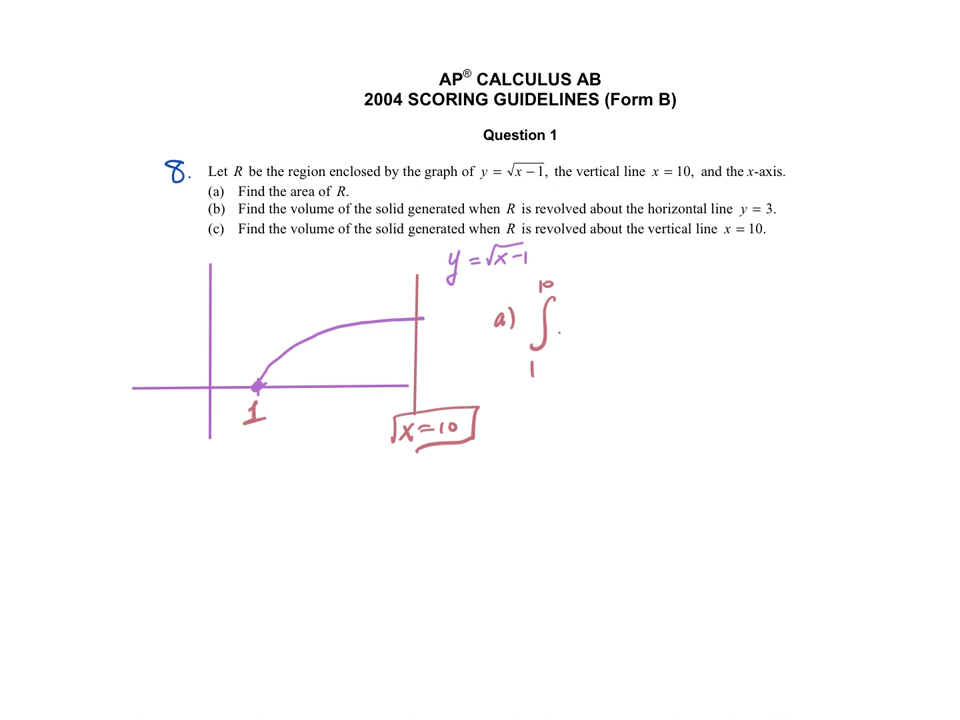 AP® CALCULUS AB
2004 SCORING GUIDELINES (Form B)
Question 1
8. Let R be the region enclosed by the graph of y = √(x − 1), the vertical line x = 10, and the x-axis.
(a) Find the area of R.
(b) Find the volume of the solid generated when R is revolved about the horizontal line y = 3.
(c) Find the volume of the solid generated when R is revolved about the vertical line x = 10.
y = √x-1
10
a) ∫
1
1
x = 10